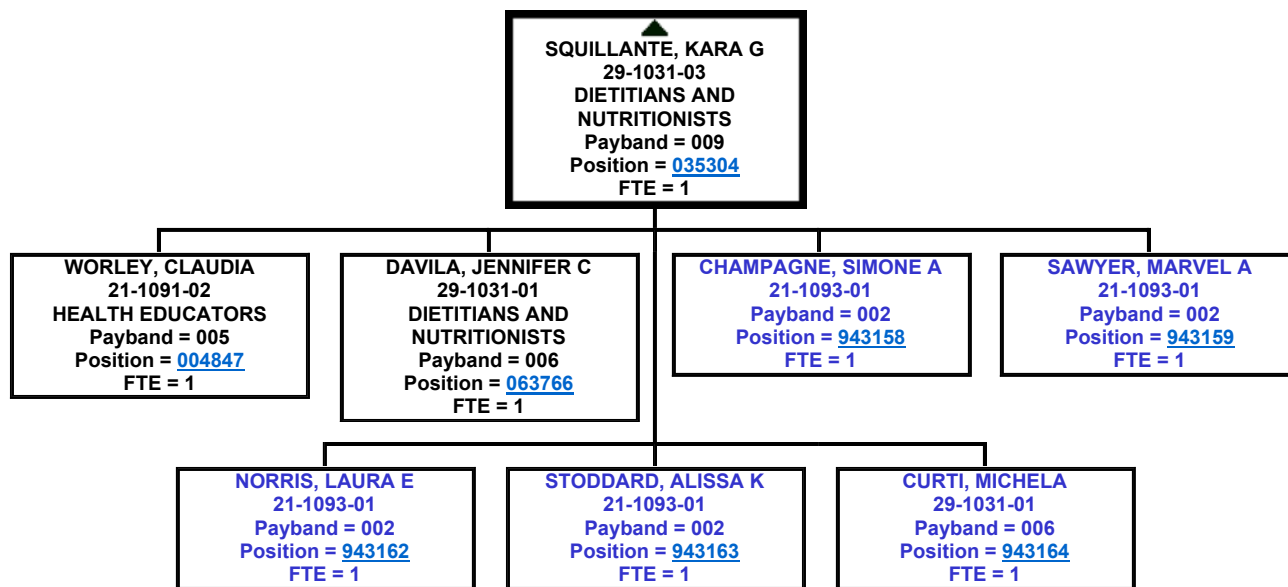 SQUILLANTE, KARA G
29-1031-03
DIETITIANS AND
NUTRITIONISTS
Payband = 009
Position = 035304
FTE = 1
WORLEY, CLAUDIA
21-1091-02
HEALTH EDUCATORS
Payband = 005
Position = 004847
FTE = 1
DAVILA, JENNIFER C
29-1031-01
DIETITIANS AND
NUTRITIONISTS
Payband = 006
Position = 063766
FTE = 1
CHAMPAGNE, SIMONE A
21-1093-01
Payband = 002
Position = 943158
FTE = 1
SAWYER, MARVEL A
21-1093-01
Payband = 002
Position = 943159
FTE = 1
NORRIS, LAURA E
21-1093-01
Payband = 002
Position = 943162
FTE = 1
STODDARD, ALISSA K
21-1093-01
Payband = 002
Position = 943163
FTE = 1
CURTI, MICHELA
29-1031-01
Payband = 006
Position = 943164
FTE = 1